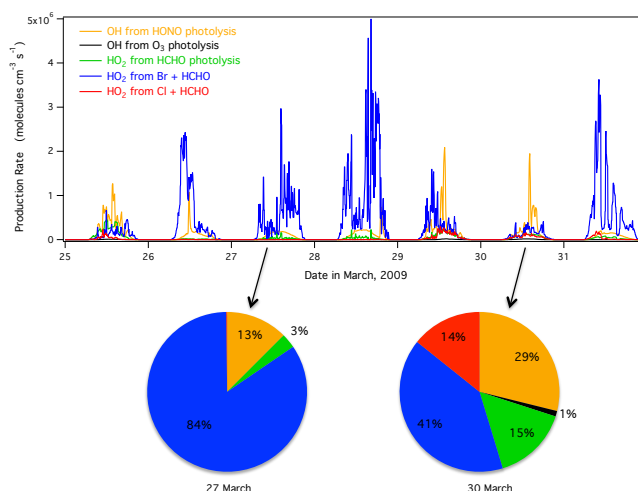 5x10⁶
OH from HONO photolysis
OH from O₃ photolysis
HO₂ from HCHO photolysis
HO₂ from Br + HCHO
HO₂ from Cl + HCHO
4
3
2
1
0
Production Rate (molecules cm⁻³ s⁻¹)
25 26 27 28 29 30 31
Date in March, 2009
13% 3%
84%
27 March
14% 29%
1%
41% 15%
30 March